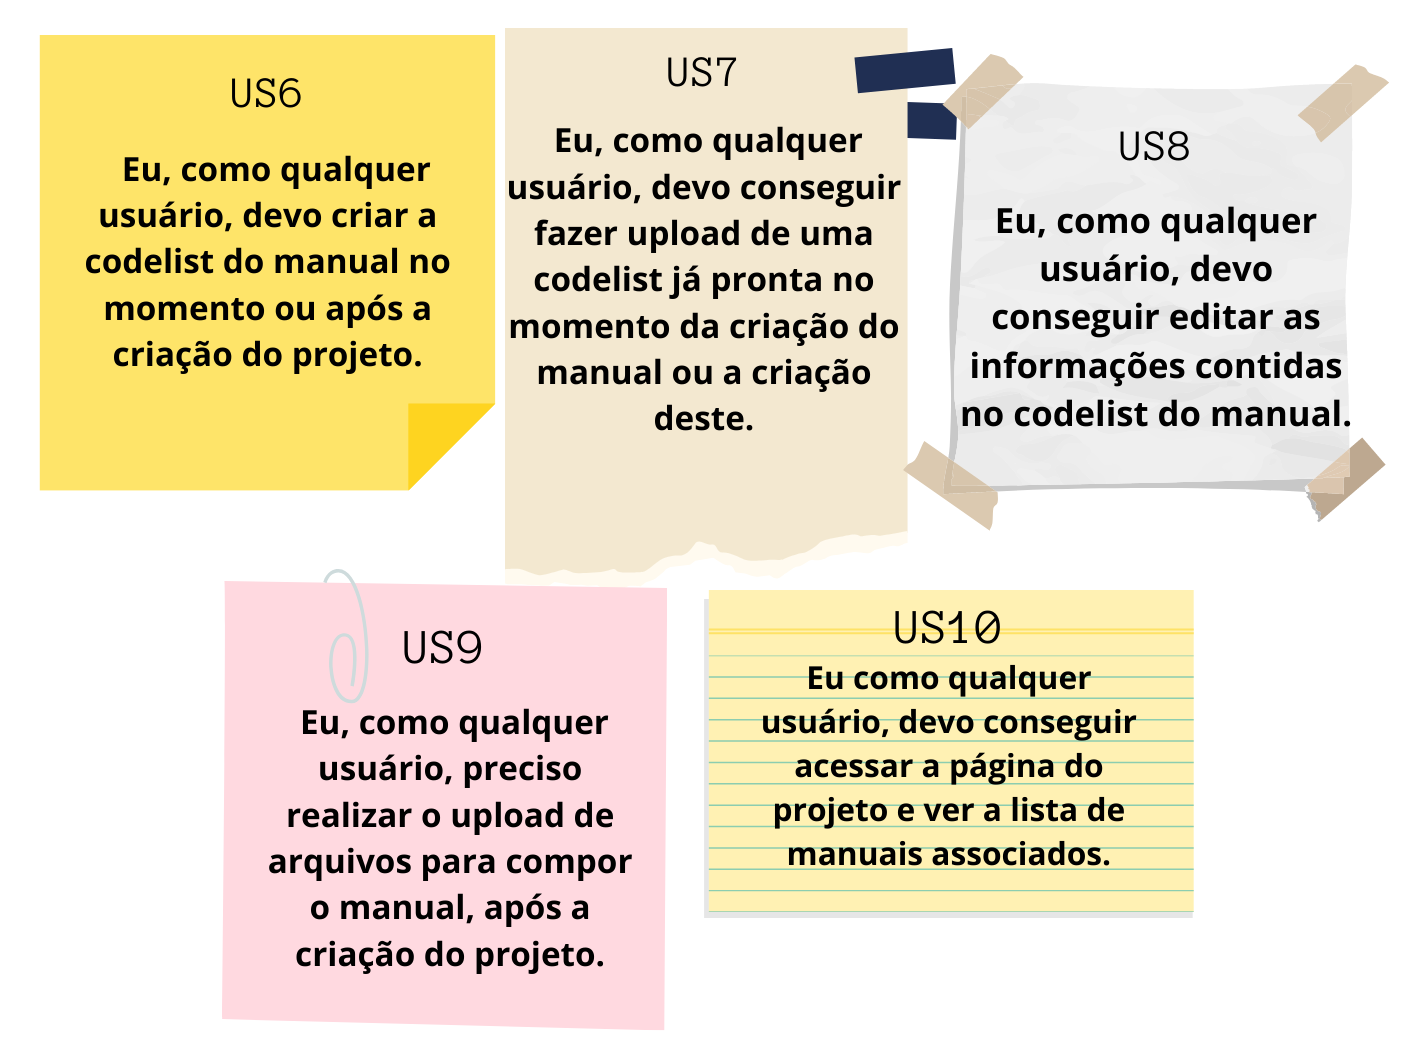 US6
Eu, como qualquer
usuário, devo criar a
codelist do manual no
momento ou após a
criação do projeto.
US7
Eu, como qualquer
usuário, devo conseguir
fazer upload de uma
codelist já pronta no
momento da criação do
manual ou a criação
deste.
US8
Eu, como qualquer
usuário, devo
conseguir editar as
informações contidas
no codelist do manual.
US9
Eu, como qualquer
usuário, preciso
realizar o upload de
arquivos para compor
o manual, após a
criação do projeto.
US10
Eu como qualquer
usuário, devo conseguir
acessar a página do
projeto e ver a lista de
manuais associados.